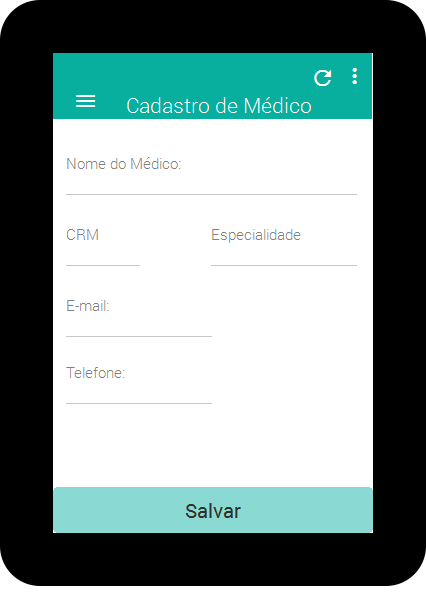 Cadastro de Médico
Nome do Médico:
CRM Especialidade
E-mail:
Telefone:
Salvar